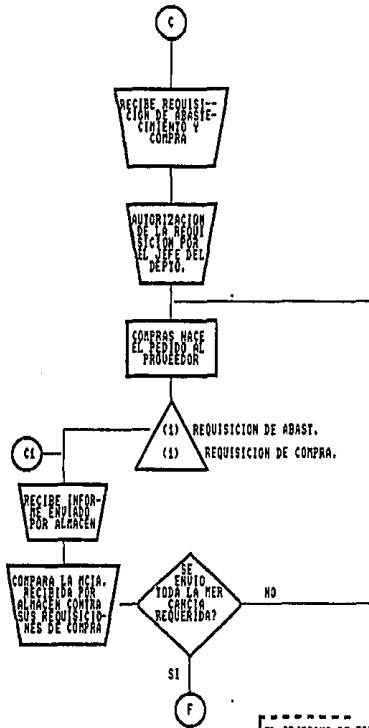 C
RECIBE REQUISI--
CION DE ABASTE-
CIMIENTO Y
COMPRA
AUTORIZACION
DE LA REQUI
SICION POR
EL JEFE DEL
DEPTO.
COMPRAS HACE
EL PEDIDO AL
PROVEEDOR
(1) REQUISICION DE ABAST.
(1) REQUISICION DE COMPRA.
C1
RECIBE INFOR-
ME ENVIADO
POR ALMACEN
COMPARA LA MCIA.
RECIBIDA POR
ALMACEN CONTRA
SUS REQUISICIO-
NES DE COMPRA
SE
ENVIO
TODA LA MER
CANCIA
REQUERIDA?
NO
SI
F